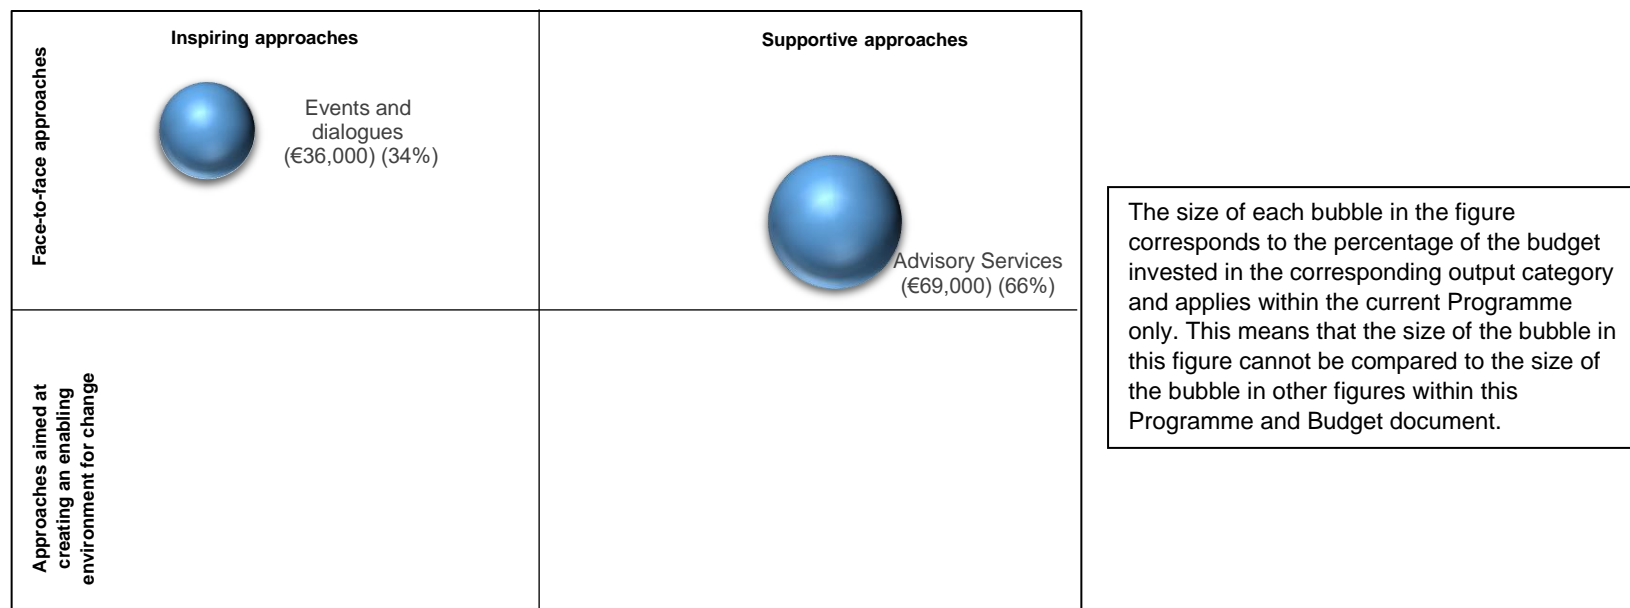 Inspiring approaches
Supportive approaches
Face-to-face approaches
Events and
dialogues
(€36,000) (34%)
Advisory Services
(€69,000) (66%)
Approaches aimed at
creating an enabling
environment for change
The size of each bubble in the figure
corresponds to the percentage of the budget
invested in the corresponding output category
and applies within the current Programme
only. This means that the size of the bubble in
this figure cannot be compared to the size of
the bubble in other figures within this
Programme and Budget document.